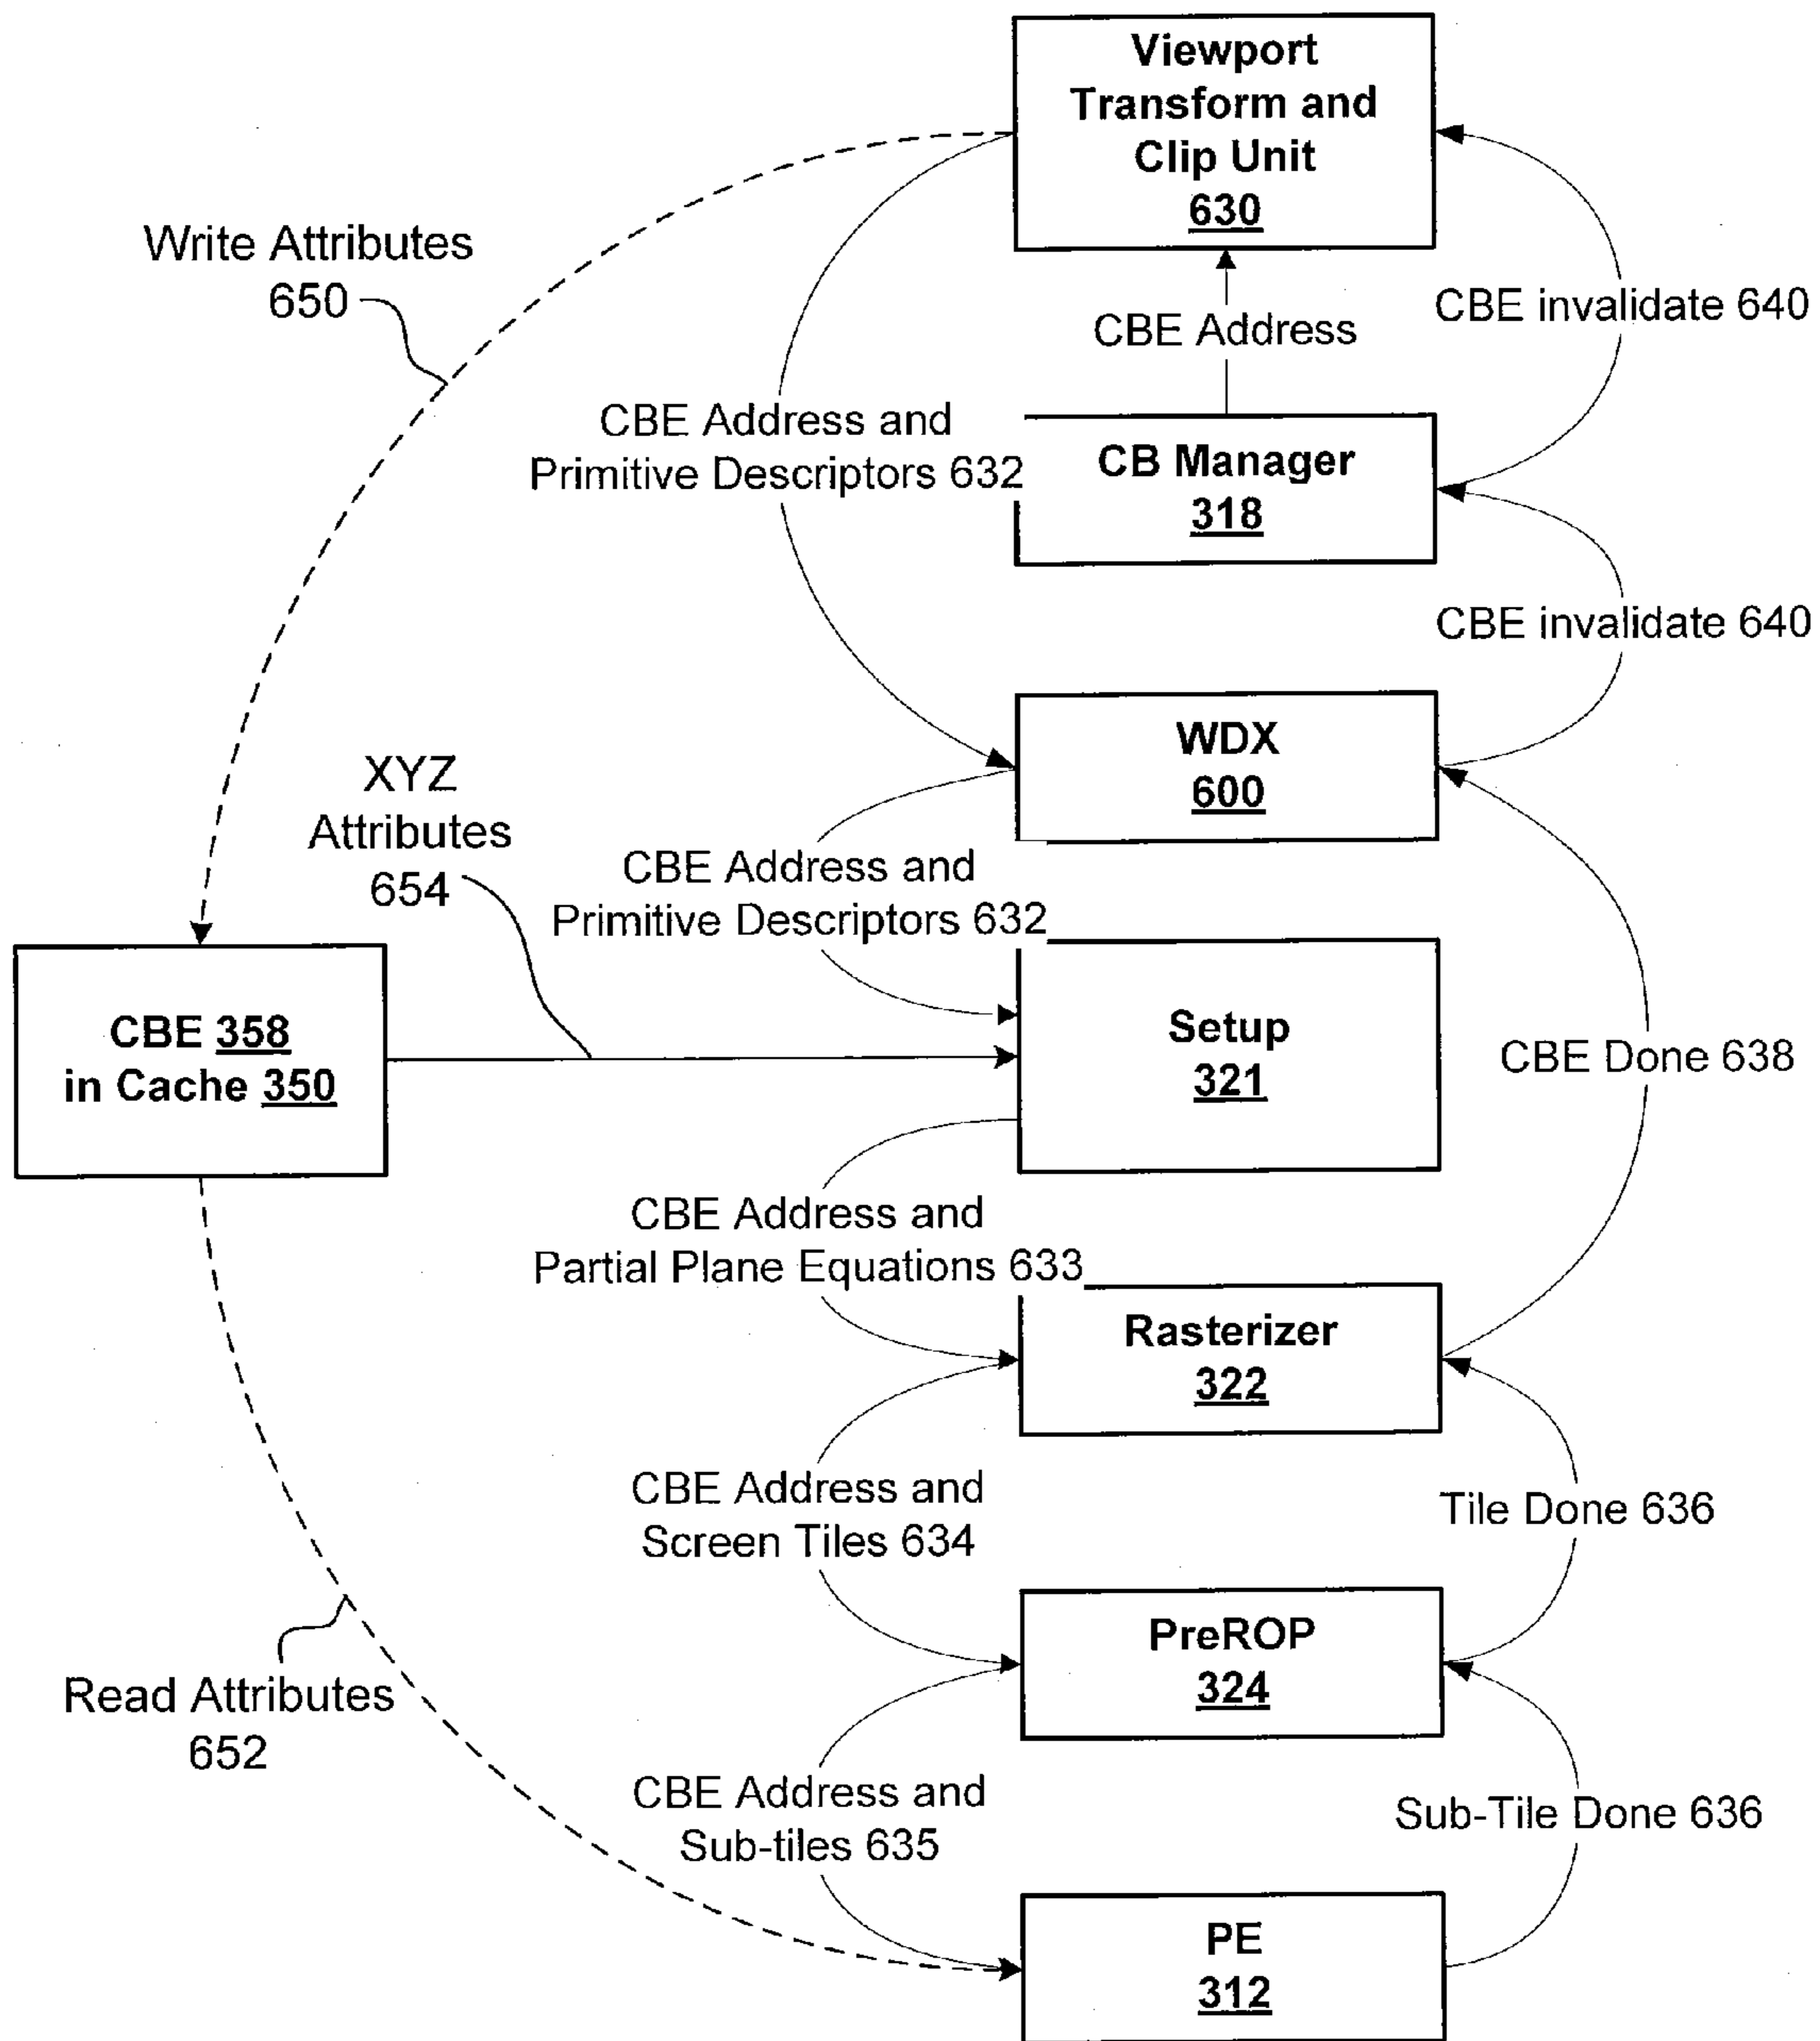 Viewport
Transform and
Clip Unit
630
Write Attributes
650
CBE Address
CBE invalidate 640
CBE Address and
Primitive Descriptors 632
CB Manager
318
CBE invalidate 640
WDX
600
XYZ
Attributes
654
CBE Address and
Primitive Descriptors 632
CBE 358
in Cache 350
Setup
321
CBE Done 638
CBE Address and
Partial Plane Equations 633
Rasterizer
322
CBE Address and
Screen Tiles 634
Tile Done 636
PreROP
324
Read Attributes
652
CBE Address and
Sub-tiles 635
Sub-Tile Done 636
PE
312